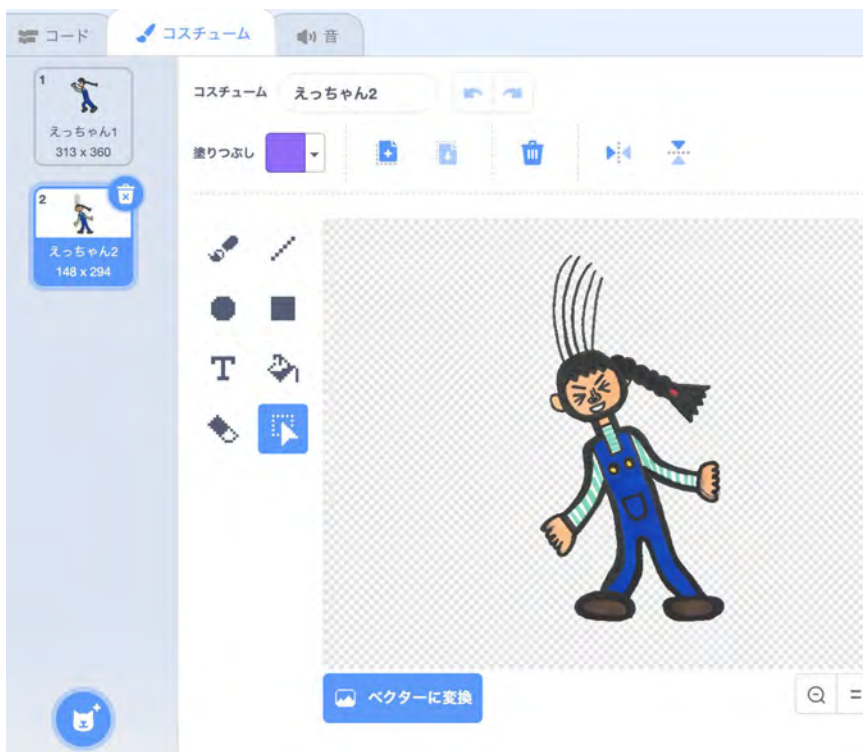 コード
コスチューム
音
1
えっちゃん1
313 x 360
2
えっちゃん2
148 x 294
コスチューム
えっちゃん2
塗りつぶし
T
ベクターに変換